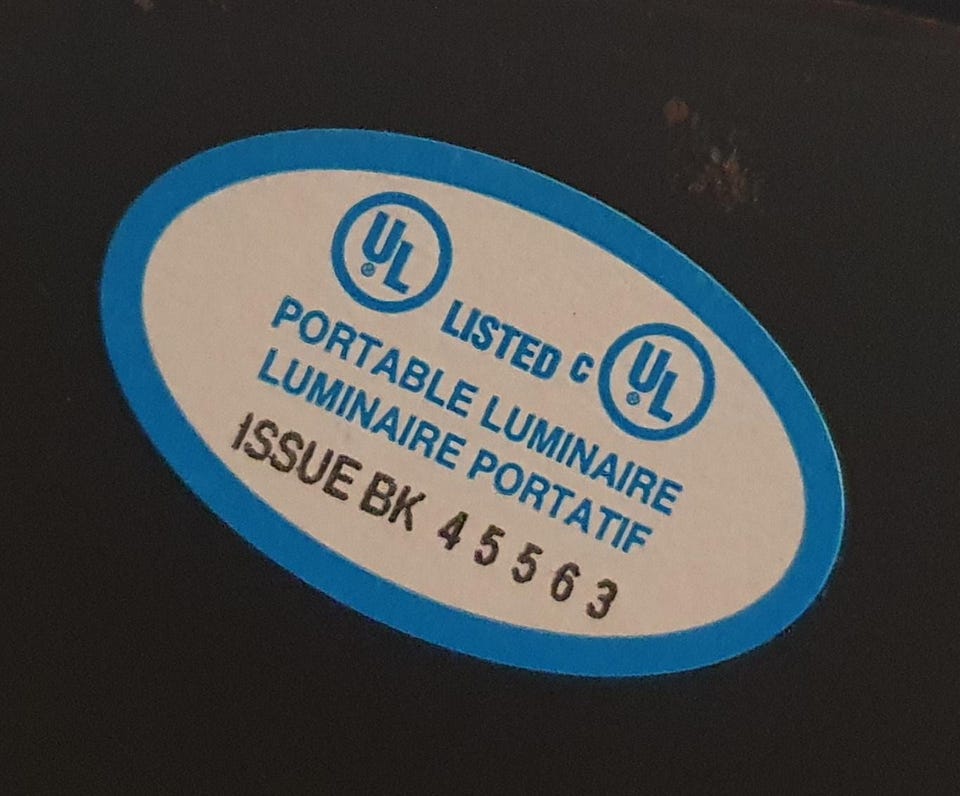 UL® LISTED C UL®
PORTABLE LUMINAIRE
LUMINAIRE PORTATIF
ISSUE BK 45563